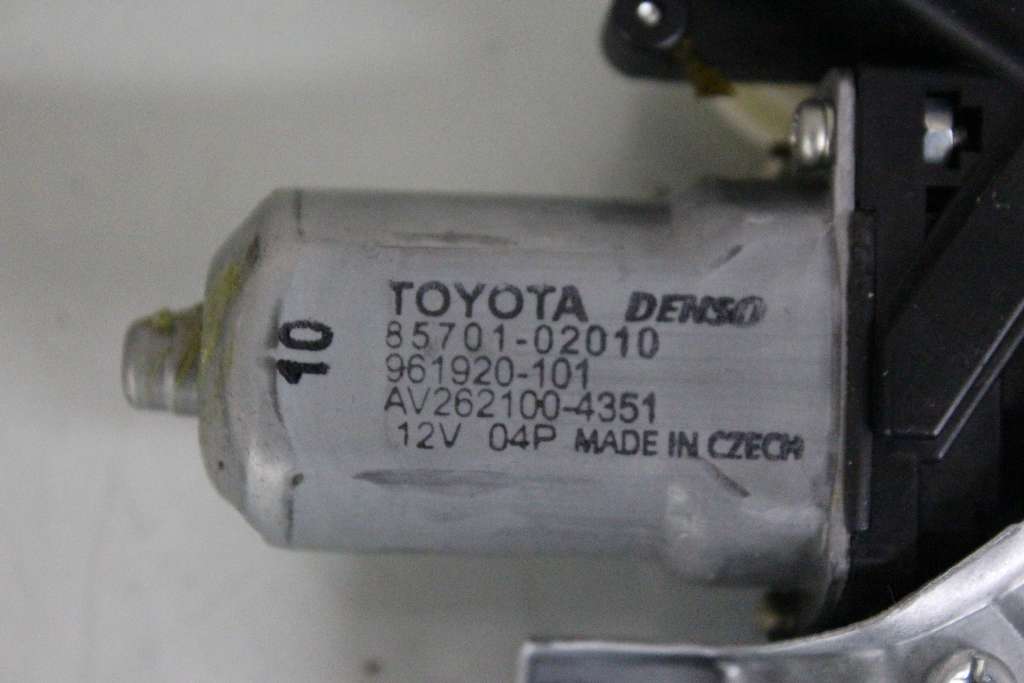 TOYOTA DENSO
85701-02010
961920-101
AV262100-4351
12V 04P MADE IN CZECH
10